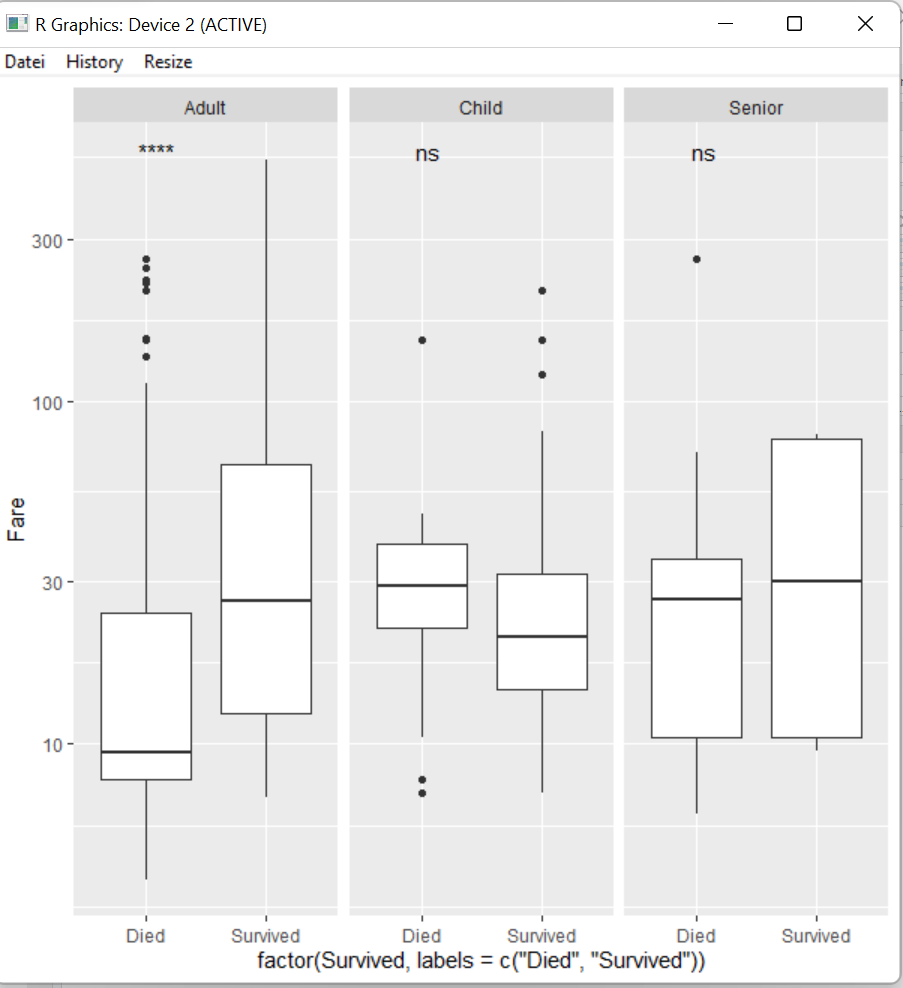 R Graphics: Device 2 (ACTIVE)
Datei History Resize
Adult Child Senior
**** ns ns
300
100
30
10
Fare
Died Survived Died Survived Died Survived
factor(Survived, labels = c("Died", "Survived"))